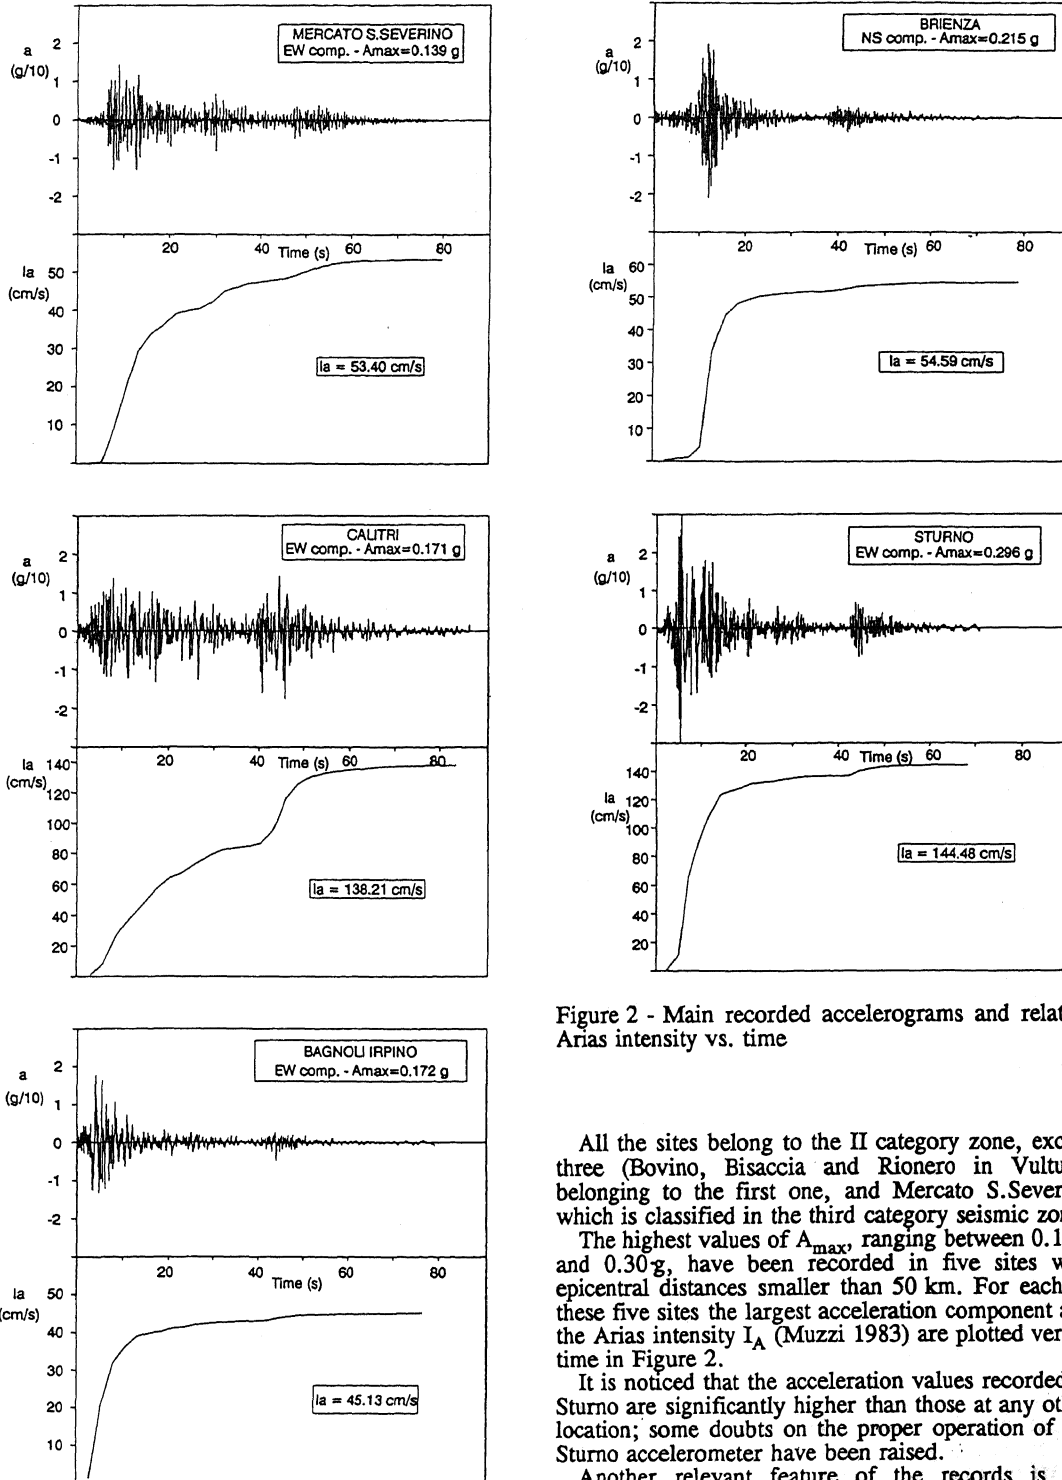 MERCATO S.SEVERINO
EW comp. - Amax=0.139 g
a
(g/10)
2
1
0
-1
-2
20 40 Time (s) 60 80
Ia
(cm/s)
50
40
30
20
10
Ia = 53.40 cm/s
BRIENZA
NS comp. - Amax=0.215 g
a
(g/10)
2
1
0
-1
-2
20 40 Time (s) 60 80
Ia
(cm/s)
60
50
40
30
20
10
Ia = 54.59 cm/s
CALITRI
EW comp. - Amax=0.171 g
a
(g/10)
2
1
0
-1
-2
20 40 Time (s) 60 80
Ia
(cm/s)
140
120
100
80
60
40
20
Ia = 138.21 cm/s
STURNO
EW comp. - Amax=0.296 g
a
(g/10)
2
1
0
-1
-2
20 40 Time (s) 60 80
Ia
(cm/s)
140
120
100
80
60
40
20
Ia = 144.48 cm/s
BAGNOLI IRPINO
EW comp. - Amax=0.172 g
a
(g/10)
2
1
0
-1
-2
20 40 Time (s) 60 80
Ia
(cm/s)
50
40
30
20
10
Ia = 45.13 cm/s
Figure 2 - Main recorded accelerograms and relat
Arias intensity vs. time
All the sites belong to the II category zone, exc
three (Bovino, Bisaccia and Rionero in Vultu
belonging to the first one, and Mercato S.Sever
which is classified in the third category seismic zo
The highest values of Amax, ranging between 0.1
and 0.30 g, have been recorded in five sites w
epicentral distances smaller than 50 km. For each
these five sites the largest acceleration component a
the Arias intensity IA (Muzzi 1983) are plotted ver
time in Figure 2.
It is noticed that the acceleration values recorded
Sturno are significantly higher than those at any ot
location; some doubts on the proper operation of
Sturno accelerometer have been raised.
Another relevant feature of the records is